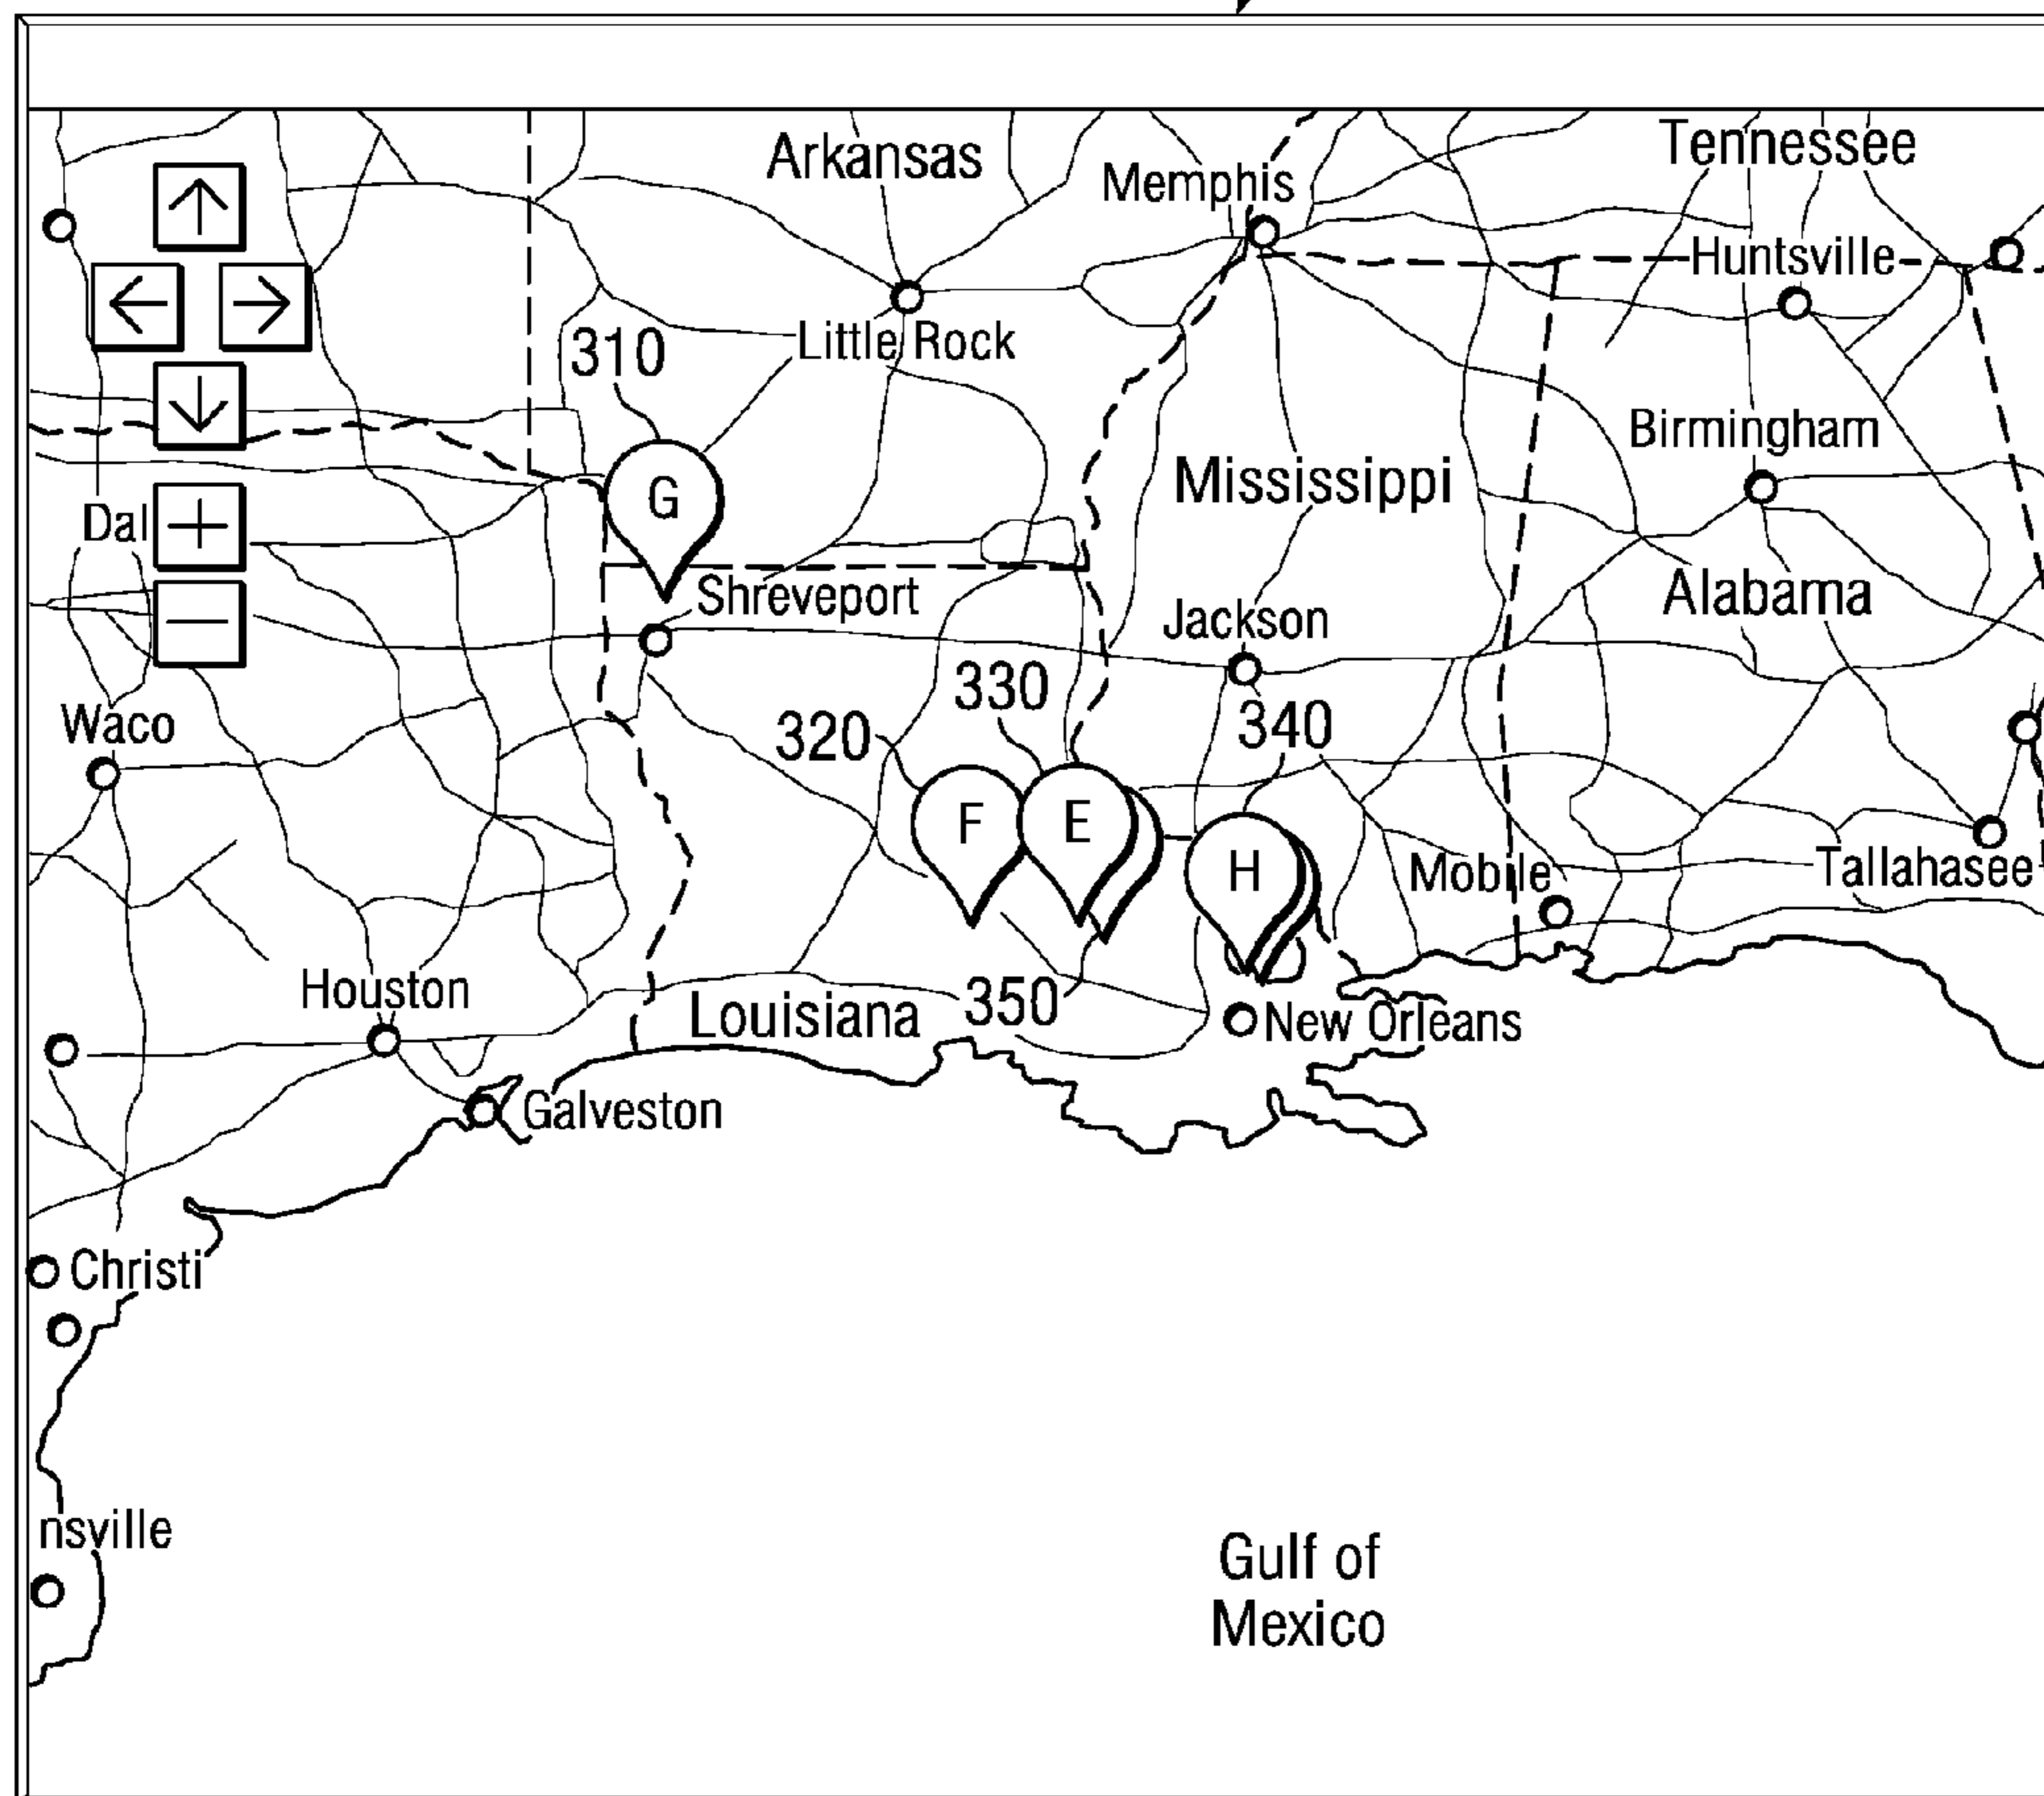 Arkansas
Tennessee
Memphis
Huntsville
310
Little Rock
Birmingham
G
Mississippi
Dal
Shreveport
Alabama
Jackson
330
Waco
320
340
F
E
H
Mobile
Tallahasee
Houston
350
Louisiana
New Orleans
Galveston
Christi
nsville
Gulf of
Mexico